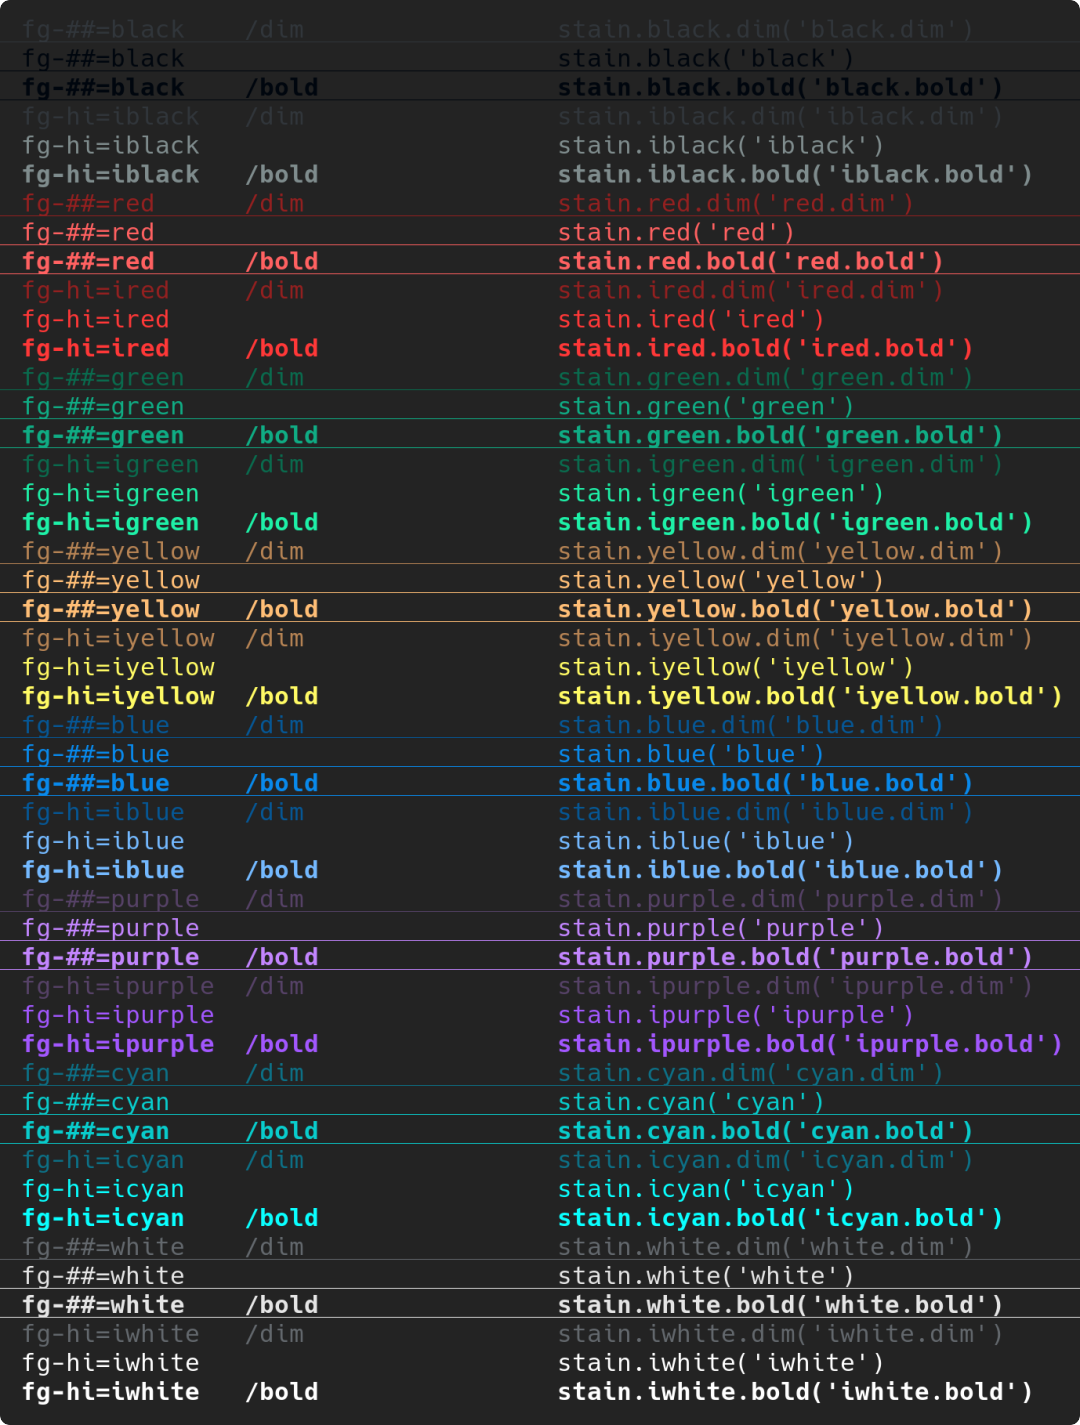 fg-##=black /dim stain.black.dim('black.dim')
fg-##=black stain.black('black')
fg-##=black /bold stain.black.bold('black.bold')
fg-hi=iblack /dim stain.iblack.dim('iblack.dim')
fg-hi=iblack stain.iblack('iblack')
fg-hi=iblack /bold stain.iblack.bold('iblack.bold')
fg-##=red /dim stain.red.dim('red.dim')
fg-##=red stain.red('red')
fg-##=red /bold stain.red.bold('red.bold')
fg-hi=ired /dim stain.ired.dim('ired.dim')
fg-hi=ired stain.ired('ired')
fg-hi=ired /bold stain.ired.bold('ired.bold')
fg-##=green /dim stain.green.dim('green.dim')
fg-##=green stain.green('green')
fg-##=green /bold stain.green.bold('green.bold')
fg-hi=igreen /dim stain.igreen.dim('igreen.dim')
fg-hi=igreen stain.igreen('igreen')
fg-hi=igreen /bold stain.igreen.bold('igreen.bold')
fg-##=yellow /dim stain.yellow.dim('yellow.dim')
fg-##=yellow stain.yellow('yellow')
fg-##=yellow /bold stain.yellow.bold('yellow.bold')
fg-hi=iyellow /dim stain.iyellow.dim('iyellow.dim')
fg-hi=iyellow stain.iyellow('iyellow')
fg-hi=iyellow /bold stain.iyellow.bold('iyellow.bold')
fg-##=blue /dim stain.blue.dim('blue.dim')
fg-##=blue stain.blue('blue')
fg-##=blue /bold stain.blue.bold('blue.bold')
fg-hi=iblue /dim stain.iblue.dim('iblue.dim')
fg-hi=iblue stain.iblue('iblue')
fg-hi=iblue /bold stain.iblue.bold('iblue.bold')
fg-##=purple /dim stain.purple.dim('purple.dim')
fg-##=purple stain.purple('purple')
fg-##=purple /bold stain.purple.bold('purple.bold')
fg-hi=ipurple /dim stain.ipurple.dim('ipurple.dim')
fg-hi=ipurple stain.ipurple('ipurple')
fg-hi=ipurple /bold stain.ipurple.bold('ipurple.bold')
fg-##=cyan /dim stain.cyan.dim('cyan.dim')
fg-##=cyan stain.cyan('cyan')
fg-##=cyan /bold stain.cyan.bold('cyan.bold')
fg-hi=icyan /dim stain.icyan.dim('icyan.dim')
fg-hi=icyan stain.icyan('icyan')
fg-hi=icyan /bold stain.icyan.bold('icyan.bold')
fg-##=white /dim stain.white.dim('white.dim')
fg-##=white stain.white('white')
fg-##=white /bold stain.white.bold('white.bold')
fg-hi=iwhite /dim stain.iwhite.dim('iwhite.dim')
fg-hi=iwhite stain.iwhite('iwhite')
fg-hi=iwhite /bold stain.iwhite.bold('iwhite.bold')